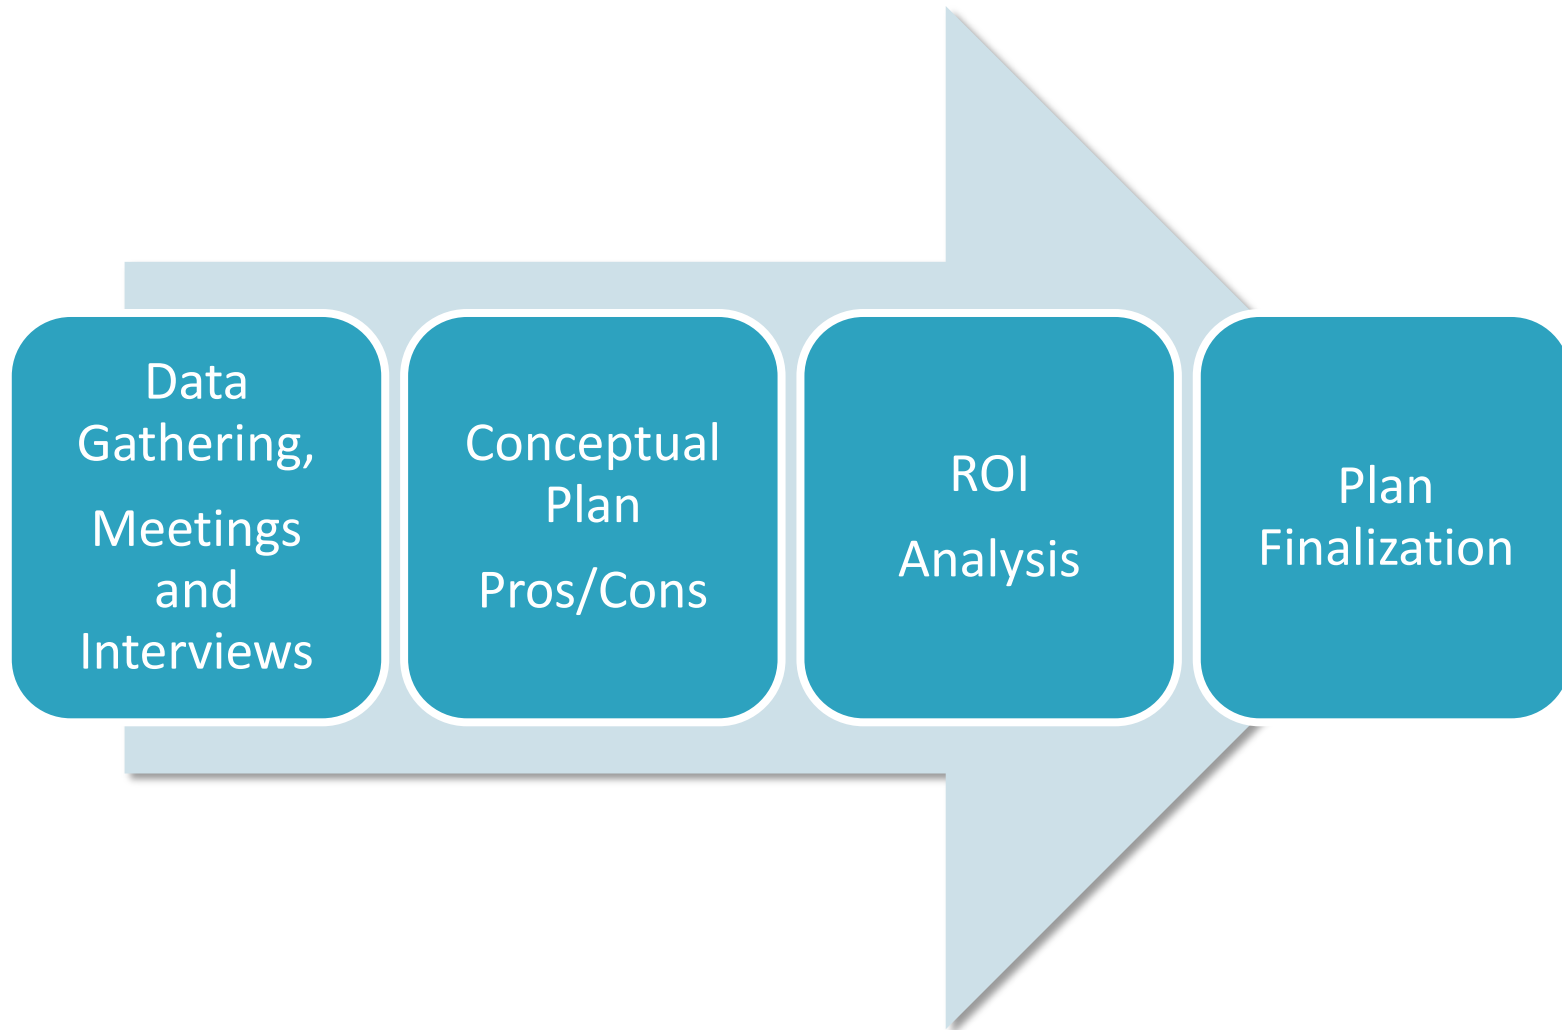 Data
Gathering,
Meetings
and
Interviews
Conceptual
Plan
Pros/Cons
ROI
Analysis
Plan
Finalization